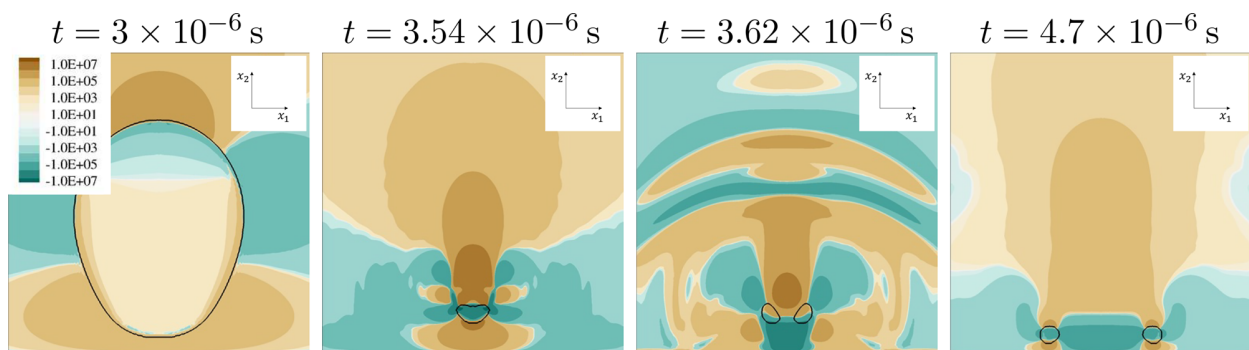 t = 3 × 10⁻⁶ s
t = 3.54 × 10⁻⁶ s
t = 3.62 × 10⁻⁶ s
t = 4.7 × 10⁻⁶ s
1.0E+07
1.0E+05
1.0E+03
1.0E+01
-1.0E+01
-1.0E+03
-1.0E+05
-1.0E+07
x₂
x₁
x₂
x₁
x₂
x₁
x₂
x₁